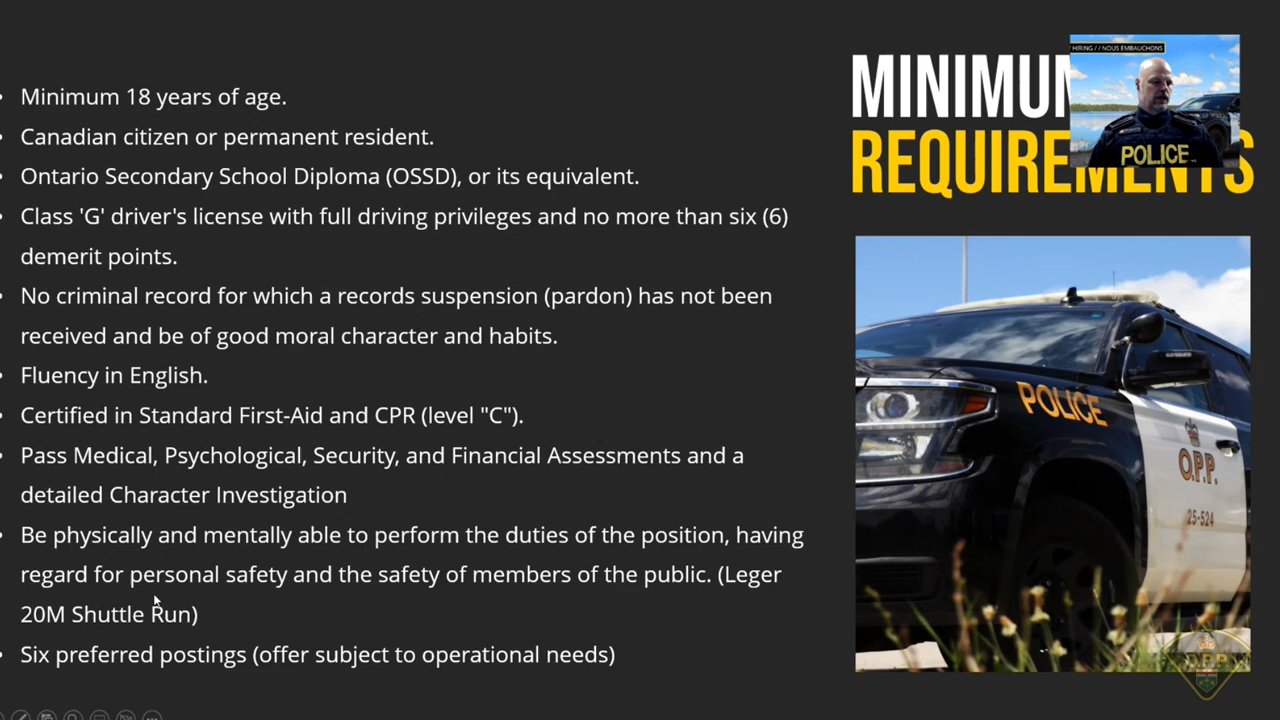 • Minimum 18 years of age.
• Canadian citizen or permanent resident.
• Ontario Secondary School Diploma (OSSD), or its equivalent.
• Class 'G' driver's license with full driving privileges and no more than six (6)
demerit points.
• No criminal record for which a records suspension (pardon) has not been
received and be of good moral character and habits.
• Fluency in English.
• Certified in Standard First-Aid and CPR (level "C").
• Pass Medical, Psychological, Security, and Financial Assessments and a
detailed Character Investigation
• Be physically and mentally able to perform the duties of the position, having
regard for personal safety and the safety of members of the public. (Leger
20M Shuttle Run)
• Six preferred postings (offer subject to operational needs)
MINIMUM
REQUIREMENTS
HIRING / / NOUS EMBAUCHONS
POLICE
POLICE
O.P.P.
25-524
O.P.P.